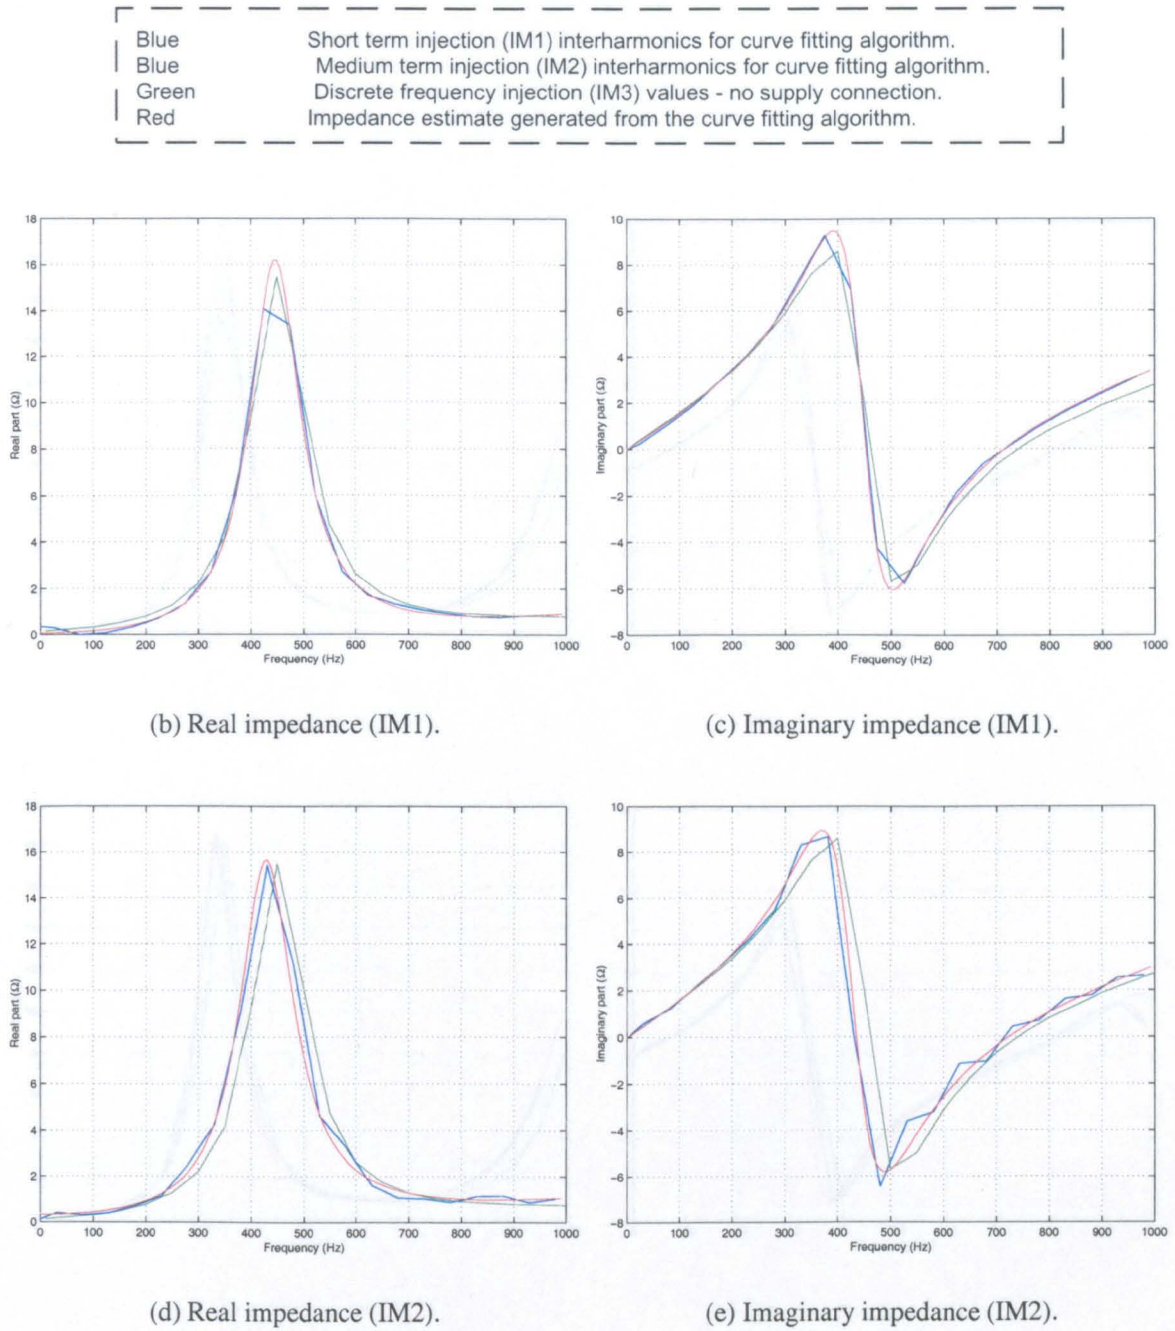 Blue Short term injection (IM1) interharmonics for curve fitting algorithm.
Blue Medium term injection (IM2) interharmonics for curve fitting algorithm.
Green Discrete frequency injection (IM3) values - no supply connection.
Red Impedance estimate generated from the curve fitting algorithm.
18
16
14
12
10
8
6
4
2
0
Real part (Ω)
0 100 200 300 400 500 600 700 800 900 1000
Frequency (Hz)
10
8
6
4
2
0
−2
−4
−6
−8
Imaginary part (Ω)
0 100 200 300 400 500 600 700 800 900 1000
Frequency (Hz)
(b) Real impedance (IM1).
(c) Imaginary impedance (IM1).
18
16
14
12
10
8
6
4
2
0
Real part (Ω)
0 100 200 300 400 500 600 700 800 900 1000
Frequency (Hz)
10
8
6
4
2
0
−2
−4
−6
−8
Imaginary part (Ω)
0 100 200 300 400 500 600 700 800 900 1000
Frequency (Hz)
(d) Real impedance (IM2).
(e) Imaginary impedance (IM2).